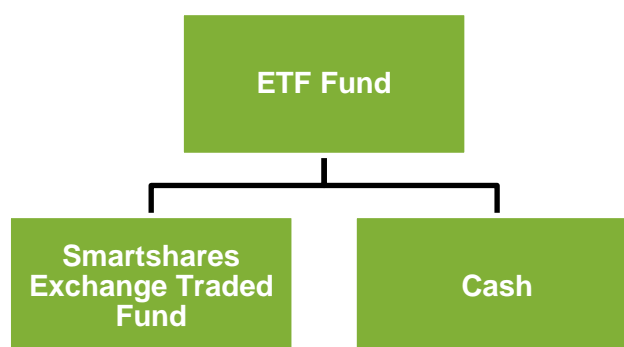 ETF Fund
Smartshares
Exchange Traded
Fund
Cash